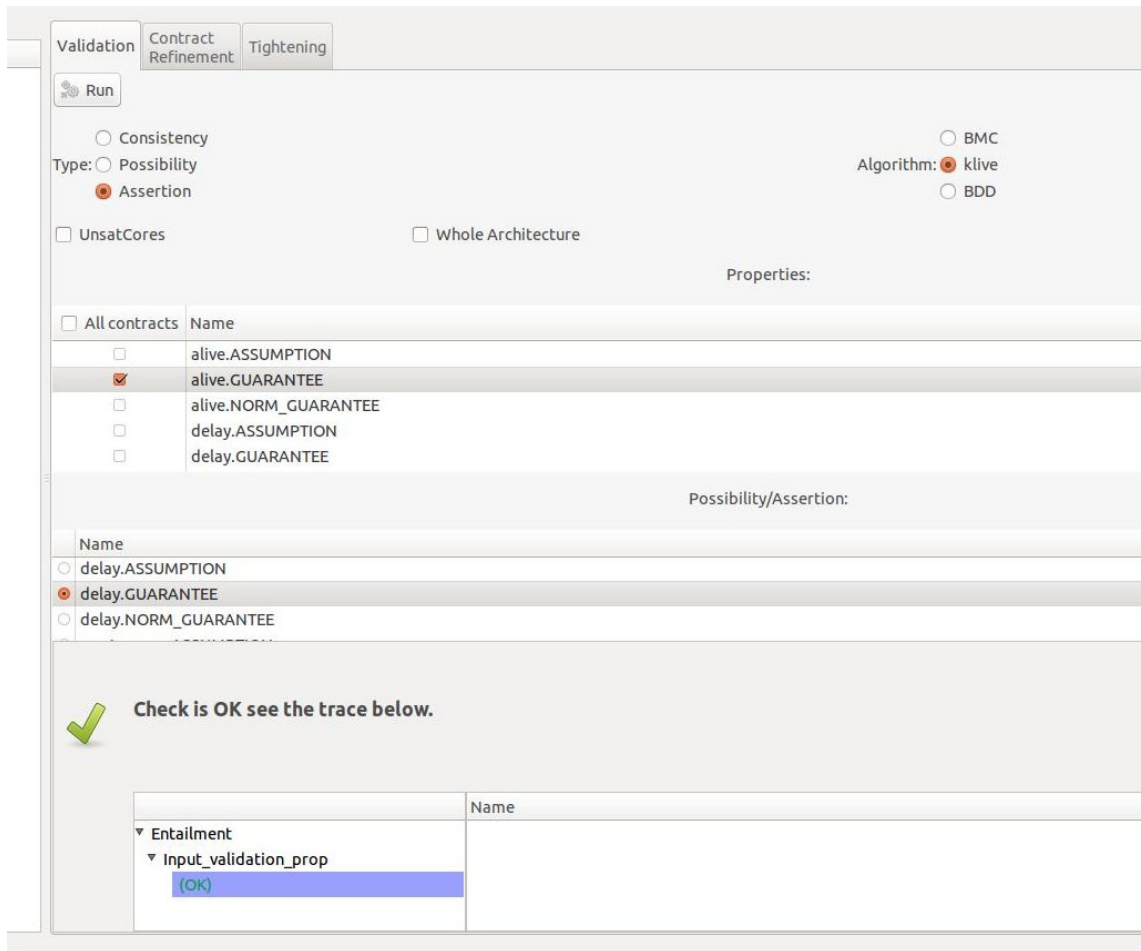 Validation
Contract
Refinement
Tightening
Run
Consistency
BMC
Type: Possibility
Algorithm: klive
Assertion
BDD
UnsatCores
Whole Architecture
Properties:
All contracts Name
alive.ASSUMPTION
alive.GUARANTEE
alive.NORM_GUARANTEE
delay.ASSUMPTION
delay.GUARANTEE
Possibility/Assertion:
Name
delay.ASSUMPTION
delay.GUARANTEE
delay.NORM_GUARANTEE
Check is OK see the trace below.
Name
Entailment
Input_validation_prop
(OK)